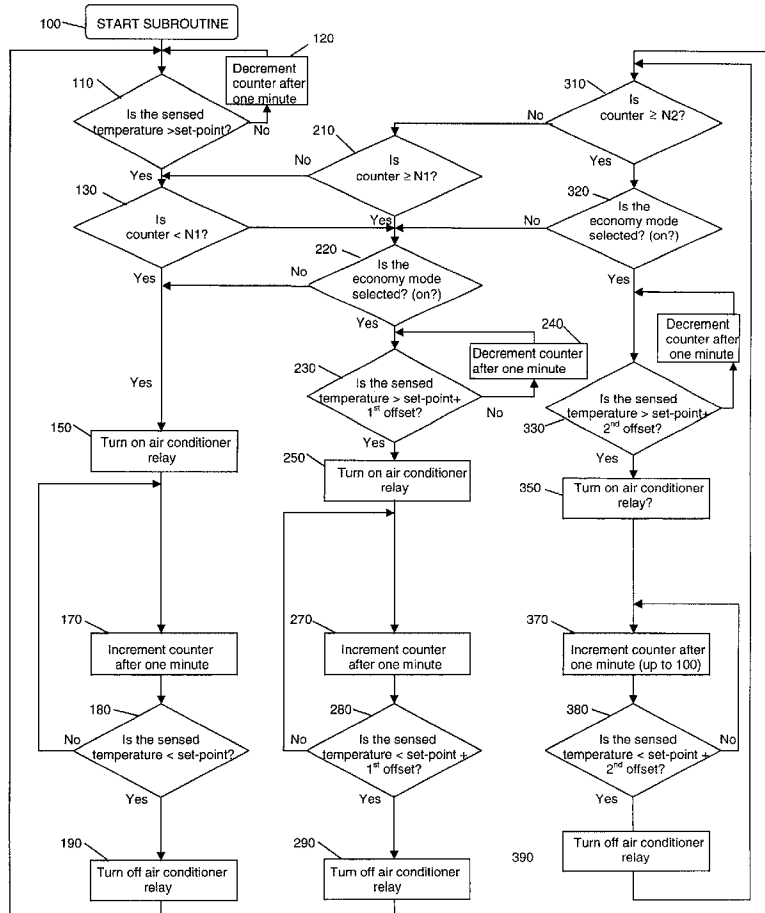 100
START SUBROUTINE
120
Decrement
counter after
one minute
110
Is the sensed
temperature >set-point?
No
Yes
310
Is
counter ≥ N2?
No
Yes
210
Is
counter ≥ N1?
No
Yes
130
Is
counter < N1?
Yes
320
Is the
economy mode
selected? (on?)
No
220
Is the
economy mode
selected? (on?)
No
Yes
Yes
240
Decrement counter
after one minute
Decrement
counter after
one minute
230
Is the sensed
temperature > set-point+
1st offset?
No
Yes
Is the sensed
temperature > set-point+
2nd offset?
330
Yes
Yes
150
Turn on air conditioner
relay
250
Turn on air conditioner
relay
350
Turn on air conditioner
relay?
170
Increment counter
after one minute
270
Increment counter
after one minute
370
Increment counter after
one minute (up to 100)
180
Is the sensed
temperature < set-point?
No
Yes
280
Is the sensed
temperature < set-point +
1st offset?
No
Yes
380
Is the sensed
temperature < set-point +
2nd offset?
No
Yes
190
Turn off air conditioner
relay
290
Turn off air conditioner
relay
390
Turn off air conditioner
relay